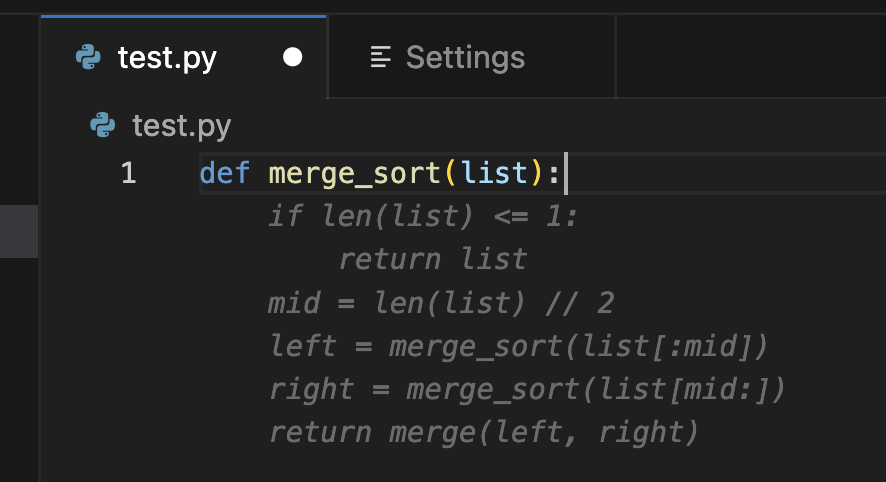 test.py
Settings
test.py
1 def merge_sort(list):
if len(list) <= 1:
return list
mid = len(list) // 2
left = merge_sort(list[:mid])
right = merge_sort(list[mid:])
return merge(left, right)